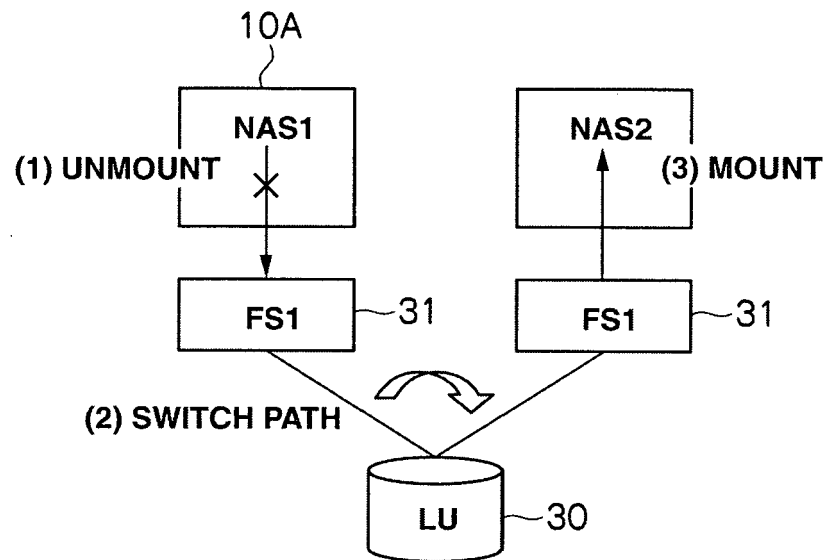 10A
NAS1
NAS2
(1) UNMOUNT
(3) MOUNT
FS1
31
FS1
31
(2) SWITCH PATH
LU
30